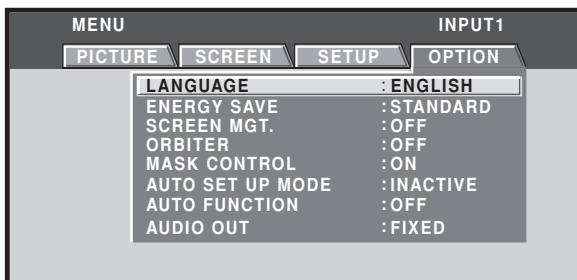 MENU INPUT1
PICTURE SCREEN SETUP OPTION
LANGUAGE :ENGLISH
ENERGY SAVE :STANDARD
SCREEN MGT. :OFF
ORBITER :OFF
MASK CONTROL :ON
AUTO SET UP MODE :INACTIVE
AUTO FUNCTION :OFF
AUDIO OUT :FIXED